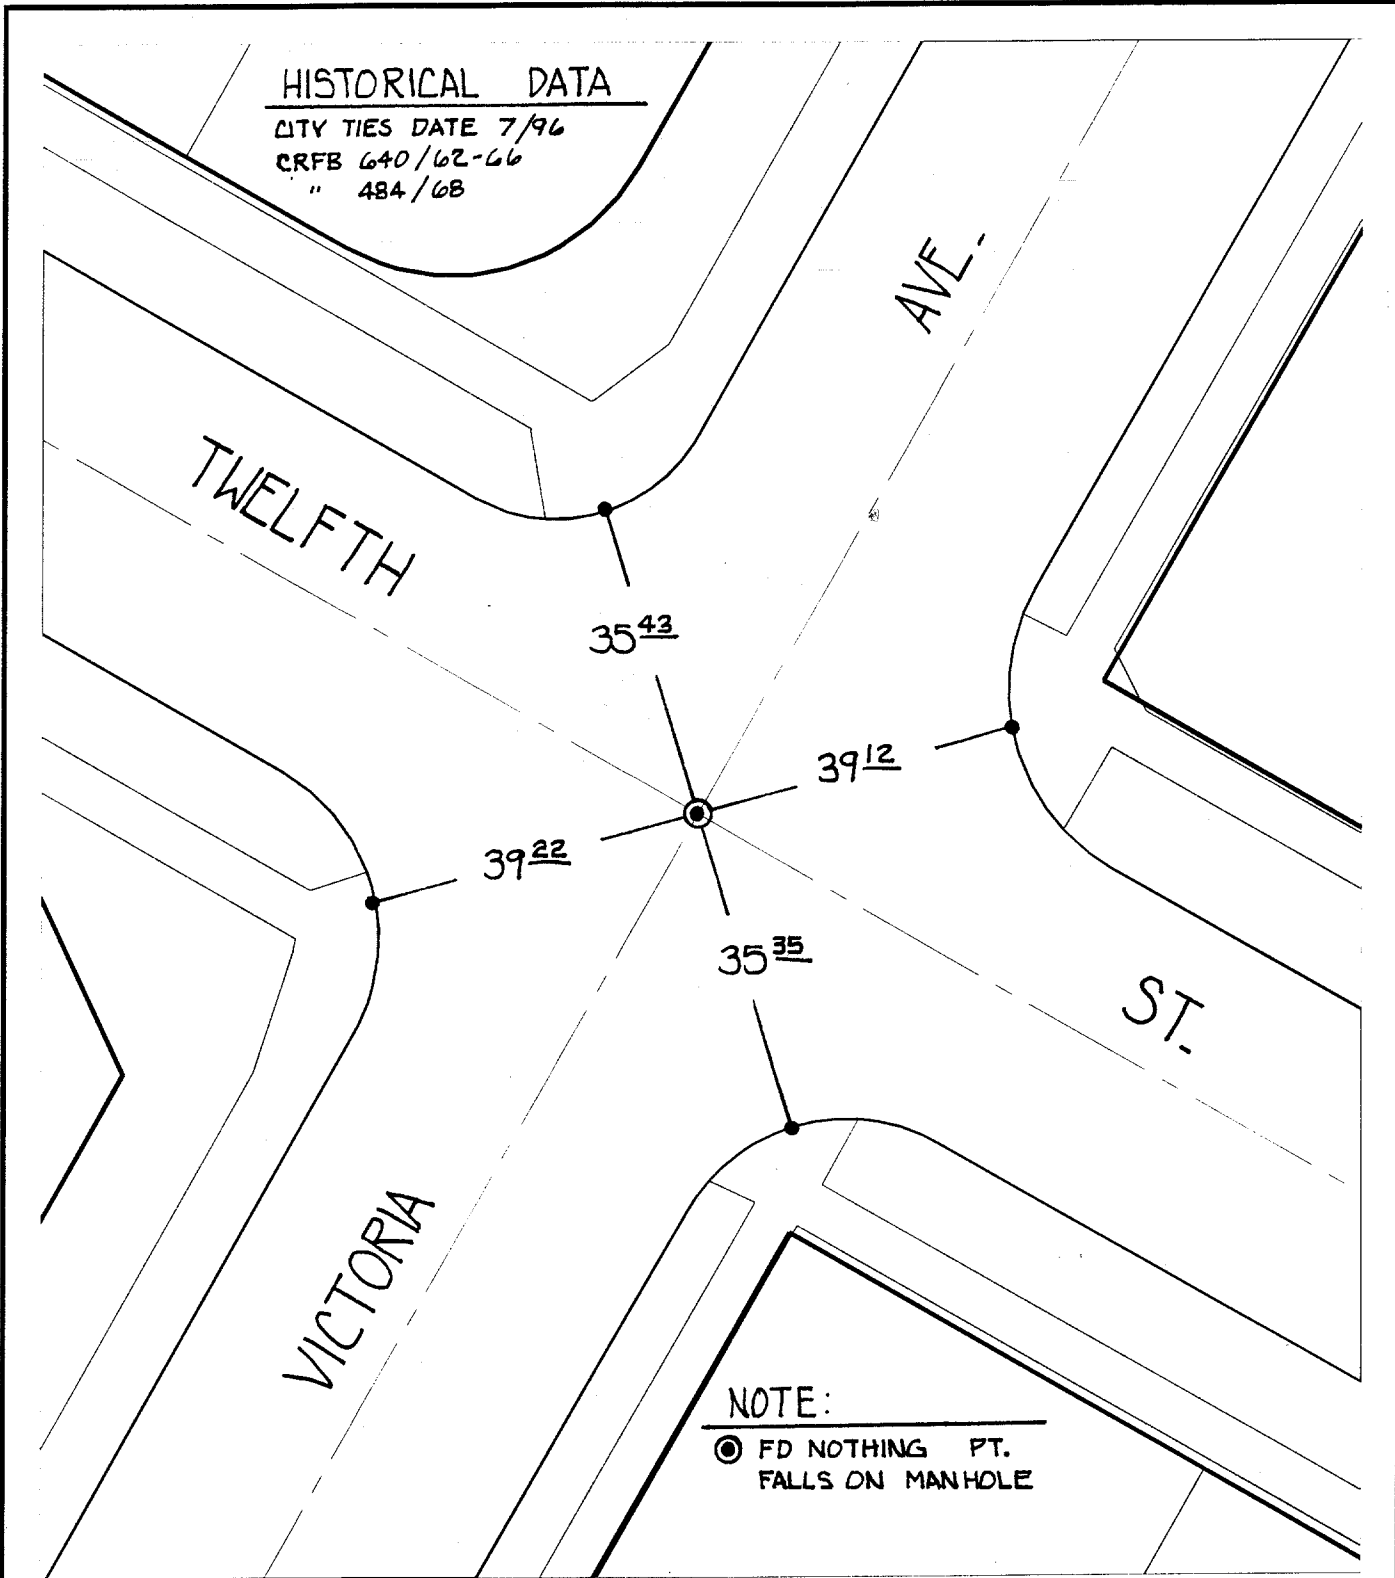 HISTORICAL DATA
CITY TIES DATE 7/96
CRFB 640/62-66
" 484/68
AVE.
TWELFTH
35 43
39 12
39 22
35 35
ST.
VICTORIA
NOTE:
FD NOTHING PT.
FALLS ON MANHOLE